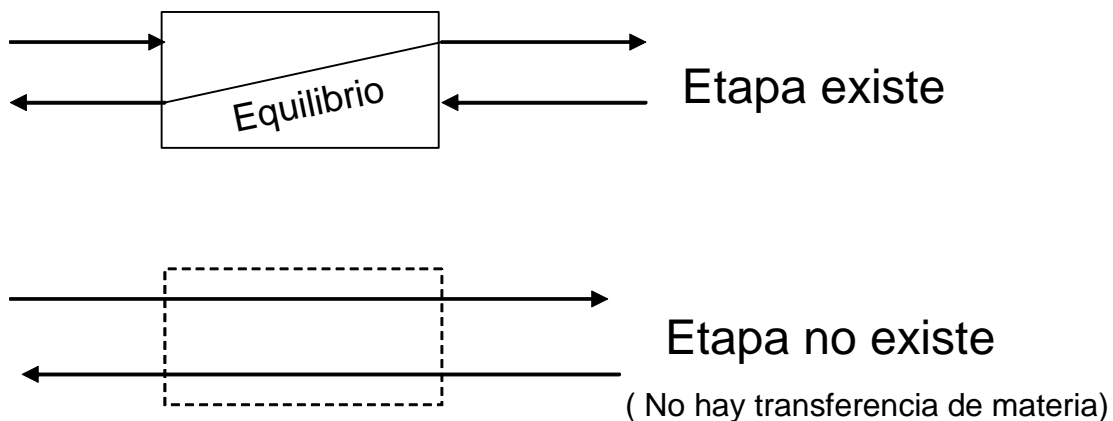 Etapa existe
Equilibrio
Etapa no existe
( No hay transferencia de materia)